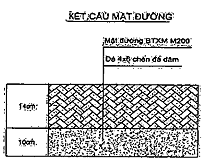 KẾT CẤU MẶT ĐƯỜNG
Mặt đường BTXM M200
Đá 4x6 chèn đá dăm
14cm
10cm